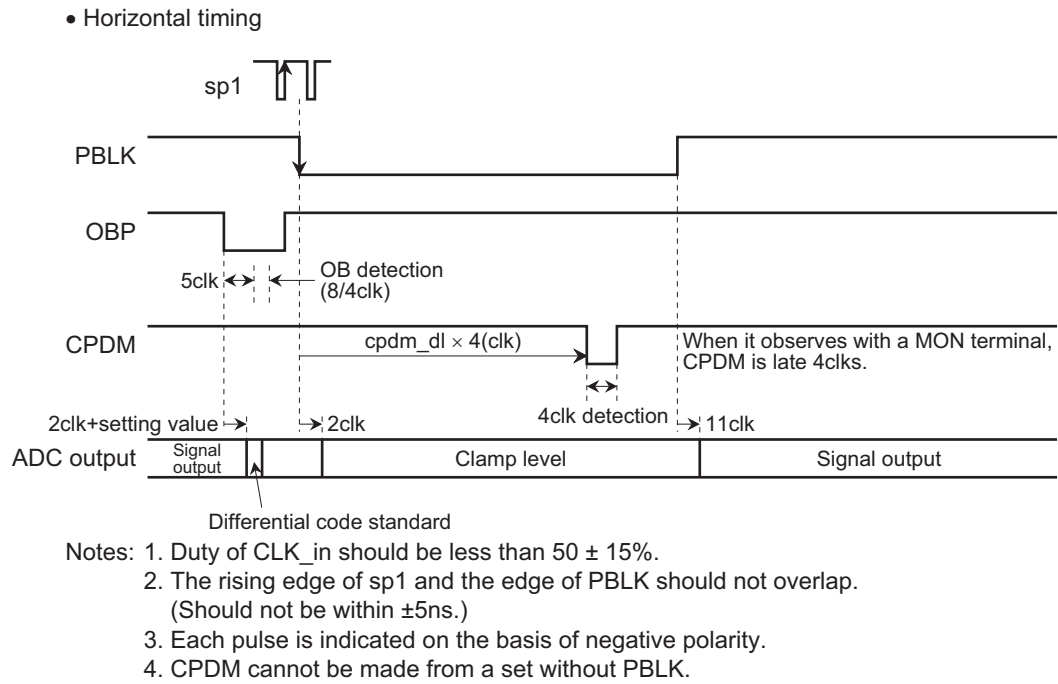 • Horizontal timing
sp1
PBLK
OBP
5clk
OB detection
(8/4clk)
CPDM
cpdm_dl × 4(clk)
When it observes with a MON terminal,
CPDM is late 4clks.
4clk detection
2clk+setting value
2clk
11clk
ADC output
Signal
output
Clamp level
Signal output
Differential code standard
Notes: 1. Duty of CLK_in should be less than 50 ± 15%.
2. The rising edge of sp1 and the edge of PBLK should not overlap.
(Should not be within ±5ns.)
3. Each pulse is indicated on the basis of negative polarity.
4. CPDM cannot be made from a set without PBLK.